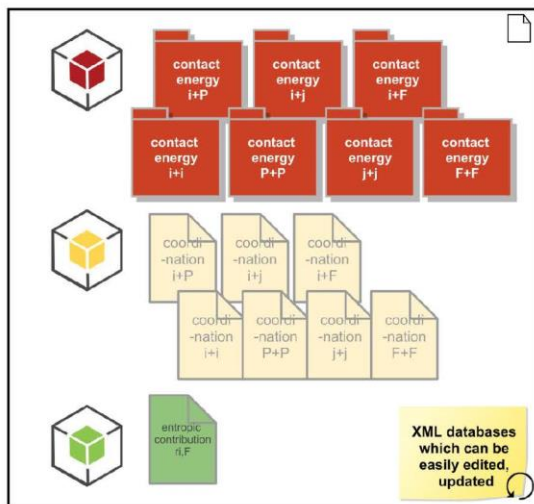 contact
energy
i+P
contact
energy
i+j
contact
energy
i+F
contact
energy
i+i
contact
energy
P+P
contact
energy
j+j
contact
energy
F+F
coordi
-nation
i+P
coordi
-nation
i+j
coordi
-nation
i+F
coordi
-nation
i+i
coordi
-nation
P+P
coordi
-nation
j+j
coordi
-nation
F+F
entropic
contribution
ri,F
XML databases
which can be
easily edited,
updated